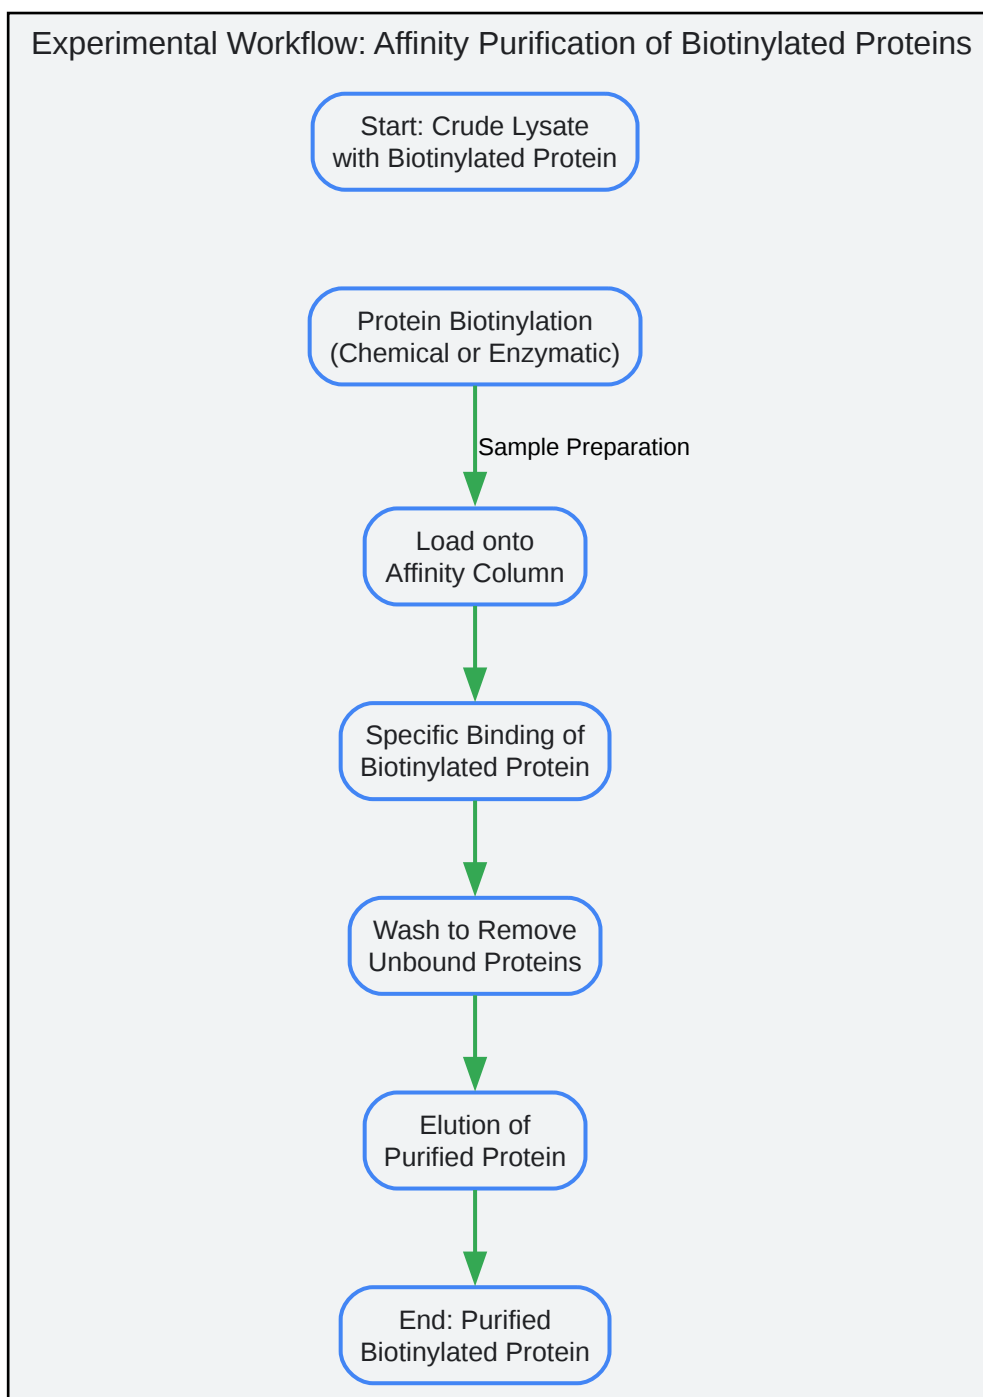 Experimental Workflow: Affinity Purification of Biotinylated Proteins
Start: Crude Lysate
with Biotinylated Protein
Protein Biotinylation
(Chemical or Enzymatic)
Sample Preparation
Load onto
Affinity Column
Specific Binding of
Biotinylated Protein
Wash to Remove
Unbound Proteins
Elution of
Purified Protein
End: Purified
Biotinylated Protein